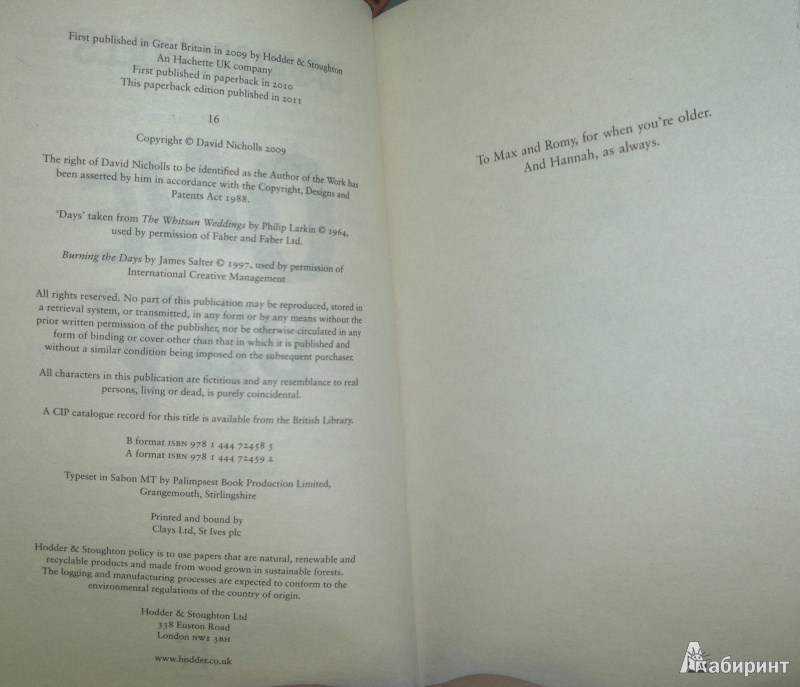 First published in Great Britain in 2009 by Hodder & Stoughton
An Hachette UK company
First published in paperback in 2010
This paperback edition published in 2011
16
Copyright © David Nicholls 2009
The right of David Nicholls to be identified as the Author of the Work has
been asserted by him in accordance with the Copyright, Designs and
Patents Act 1988.
'Days' taken from The Whitsun Weddings by Philip Larkin © 1964,
used by permission of Faber and Faber Ltd.
Burning the Days by James Salter © 1997, used by permission of
International Creative Management
All rights reserved. No part of this publication may be reproduced, stored in
a retrieval system, or transmitted, in any form or by any means without the
prior written permission of the publisher, nor be otherwise circulated in any
form of binding or cover other than that in which it is published and
without a similar condition being imposed on the subsequent purchaser.
All characters in this publication are fictitious and any resemblance to real
persons, living or dead, is purely coincidental.
A CIP catalogue record for this title is available from the British Library.
B format ISBN 978 1 444 72458 5
A format ISBN 978 1 444 72459 2
Typeset in Sabon MT by Palimpsest Book Production Limited,
Grangemouth, Stirlingshire
Printed and bound by
Clays Ltd, St Ives plc
Hodder & Stoughton policy is to use papers that are natural, renewable and
recyclable products and made from wood grown in sustainable forests.
The logging and manufacturing processes are expected to conform to the
environmental regulations of the country of origin.
Hodder & Stoughton Ltd
338 Euston Road
London NW1 3BH
www.hodder.co.uk
To Max and Romy, for when you're older.
And Hannah, as always.
Лабиринт